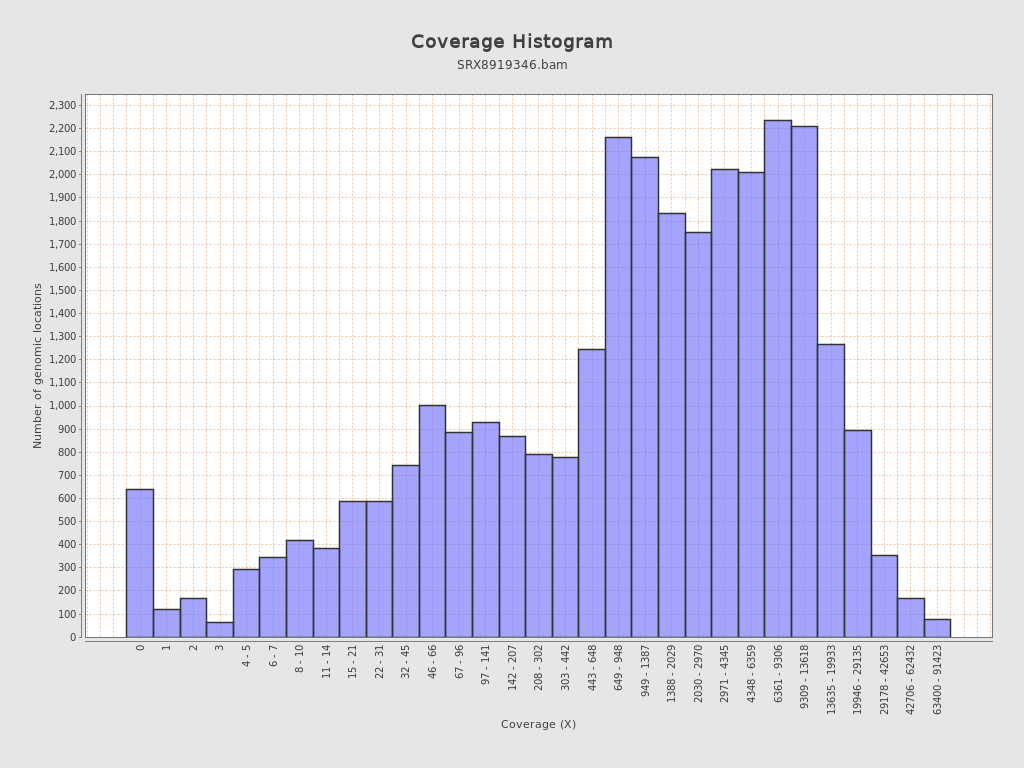 Coverage Histogram
SRX8919346.bam
Number of genomic locations
2,300
2,200
2,100
2,000
1,900
1,800
1,700
1,600
1,500
1,400
1,300
1,200
1,100
1,000
900
800
700
600
500
400
300
200
100
0
0
1
2
3
4 - 5
6 - 7
8 - 10
11 - 14
15 - 21
22 - 31
32 - 45
46 - 66
67 - 96
97 - 141
142 - 207
208 - 302
303 - 442
443 - 648
649 - 948
949 - 1387
1388 - 2029
2030 - 2970
2971 - 4345
4348 - 6359
6361 - 9306
9309 - 13618
13635 - 19933
19946 - 29135
29178 - 42653
42706 - 62432
63400 - 91423
Coverage (X)